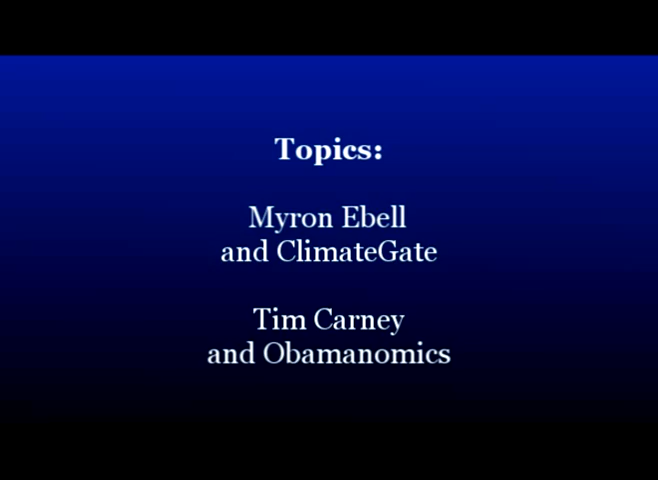 Topics:
Myron Ebell
and ClimateGate
Tim Carney
and Obamanomics